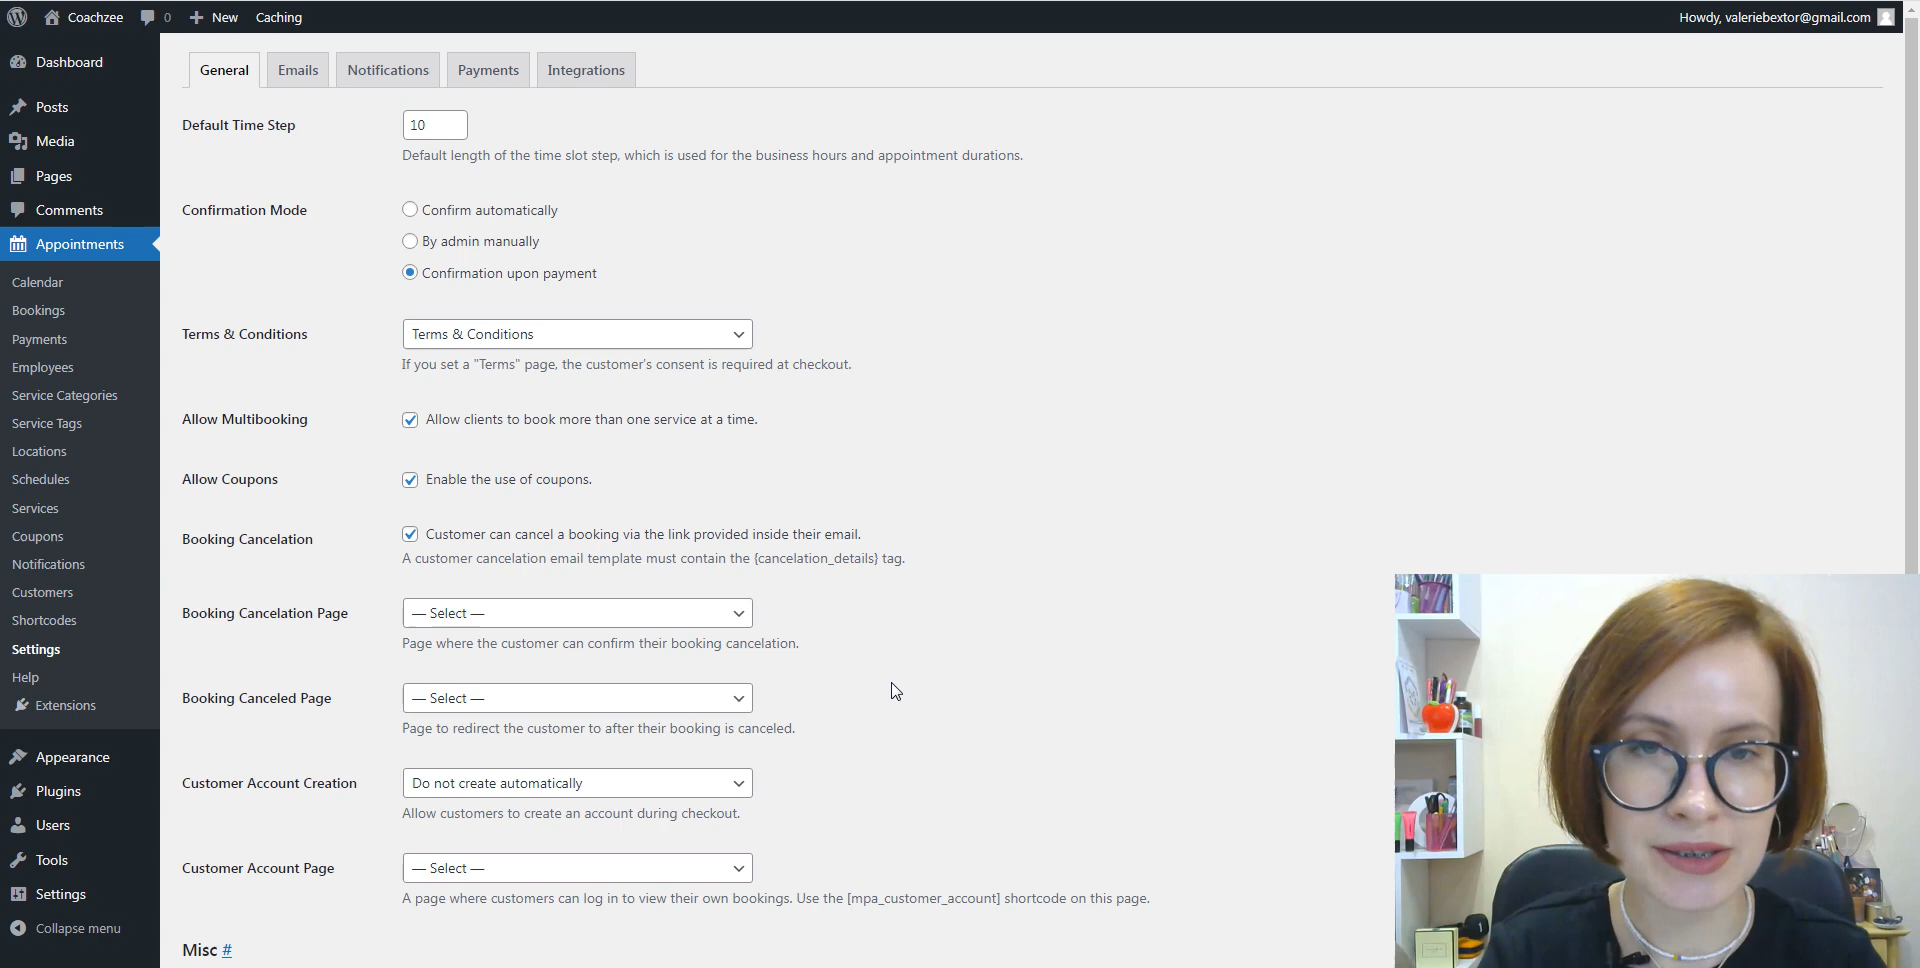 Coachzee 0 New Caching Howdy, valeriebextor@gmail.com
Dashboard
Posts
Media
Pages
Comments
Appointments
Calendar
Bookings
Payments
Employees
Service Categories
Service Tags
Locations
Schedules
Services
Coupons
Notifications
Customers
Shortcodes
Settings
Help
Extensions
Appearance
Plugins
Users
Tools
Settings
Collapse menu
General Emails Notifications Payments Integrations
Default Time Step 10
Default length of the time slot step, which is used for the business hours and appointment durations.
Confirmation Mode Confirm automatically
By admin manually
Confirmation upon payment
Terms & Conditions Terms & Conditions
If you set a "Terms" page, the customer's consent is required at checkout.
Allow Multibooking Allow clients to book more than one service at a time.
Allow Coupons Enable the use of coupons.
Booking Cancelation Customer can cancel a booking via the link provided inside their email.
A customer cancelation email template must contain the {cancelation_details} tag.
Booking Cancelation Page — Select —
Page where the customer can confirm their booking cancelation.
Booking Canceled Page — Select —
Page to redirect the customer to after their booking is canceled.
Customer Account Creation Do not create automatically
Allow customers to create an account during checkout.
Customer Account Page — Select —
A page where customers can log in to view their own bookings. Use the [mpa_customer_account] shortcode on this page.
Misc #